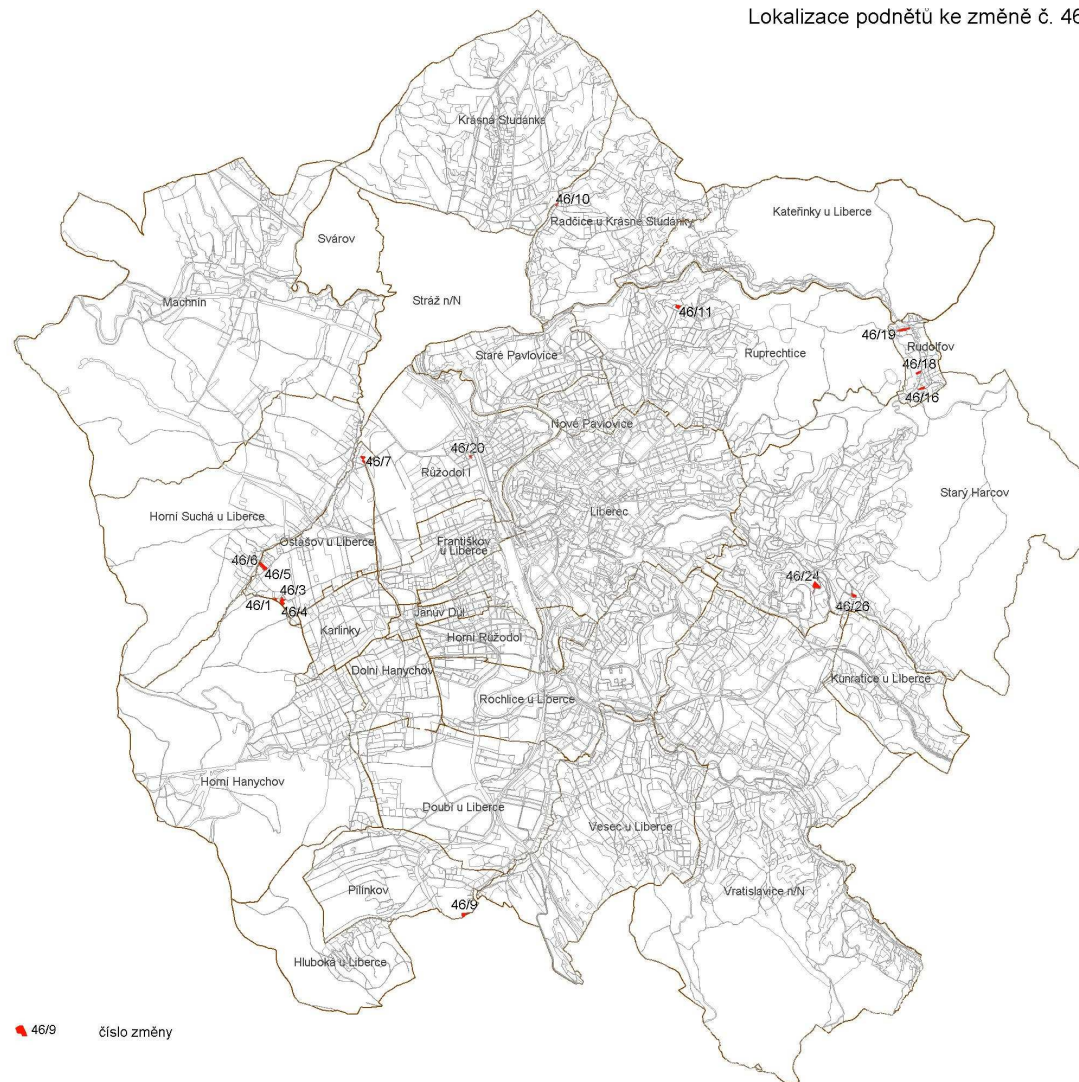 Lokalizace podnětů ke změně č. 46
Krásná Studánka
46/10
Radčice u Krásné Studánky
Kateřinky u Liberce
Svárov
Stráž n/N
Machnín
46/11
46/19
Rudolfov
Ruprechtice
46/18
46/16
Staré Pavlovice
Nové Pavlovice
46/20
46/7
Růžodol I
Starý Harcov
Horní Suchá u Liberce
Liberec
Ostašov u Liberce
Františkov
u Liberce
46/6
46/5
46/24
46/3
46/1
46/4
46/26
Janův Důl
Karlinky
Horní Růžodol
Dolní Hanychov
Kunratice u Liberce
Rochlice u Liberce
Horní Hanychov
Doubí u Liberce
Vesec u Liberce
Pilínkov
Vratislavice n/N
46/9
Hluboká u Liberce
46/9 číslo změny